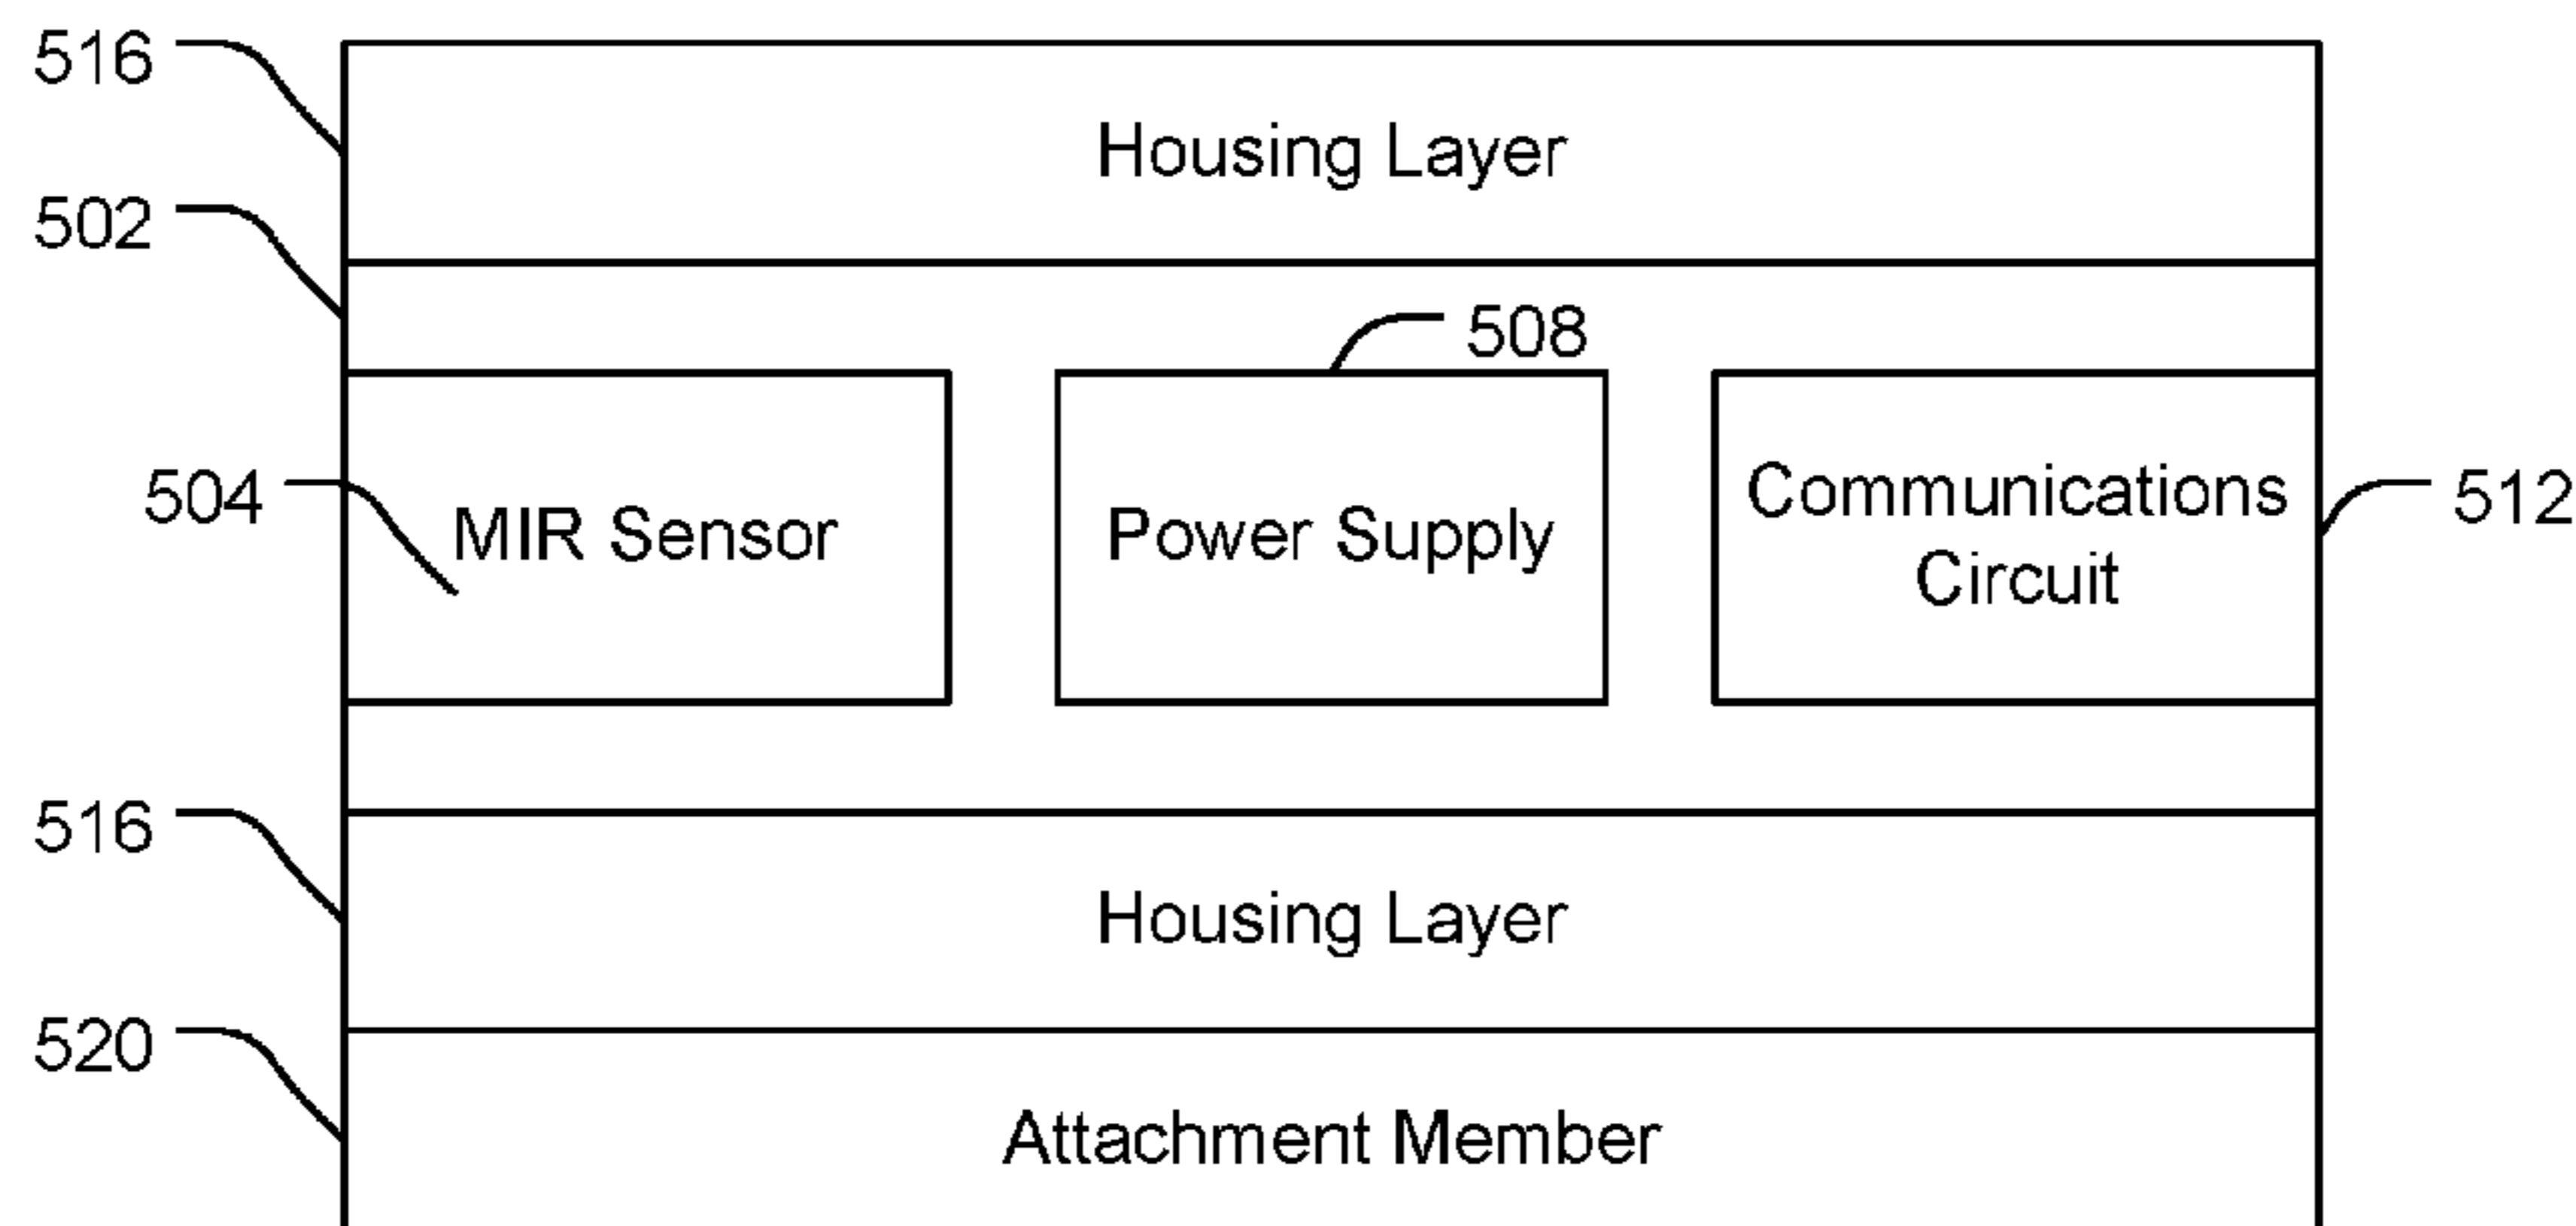 516
Housing Layer
502
508
504
MIR Sensor
Power Supply
Communications
Circuit
512
516
Housing Layer
520
Attachment Member